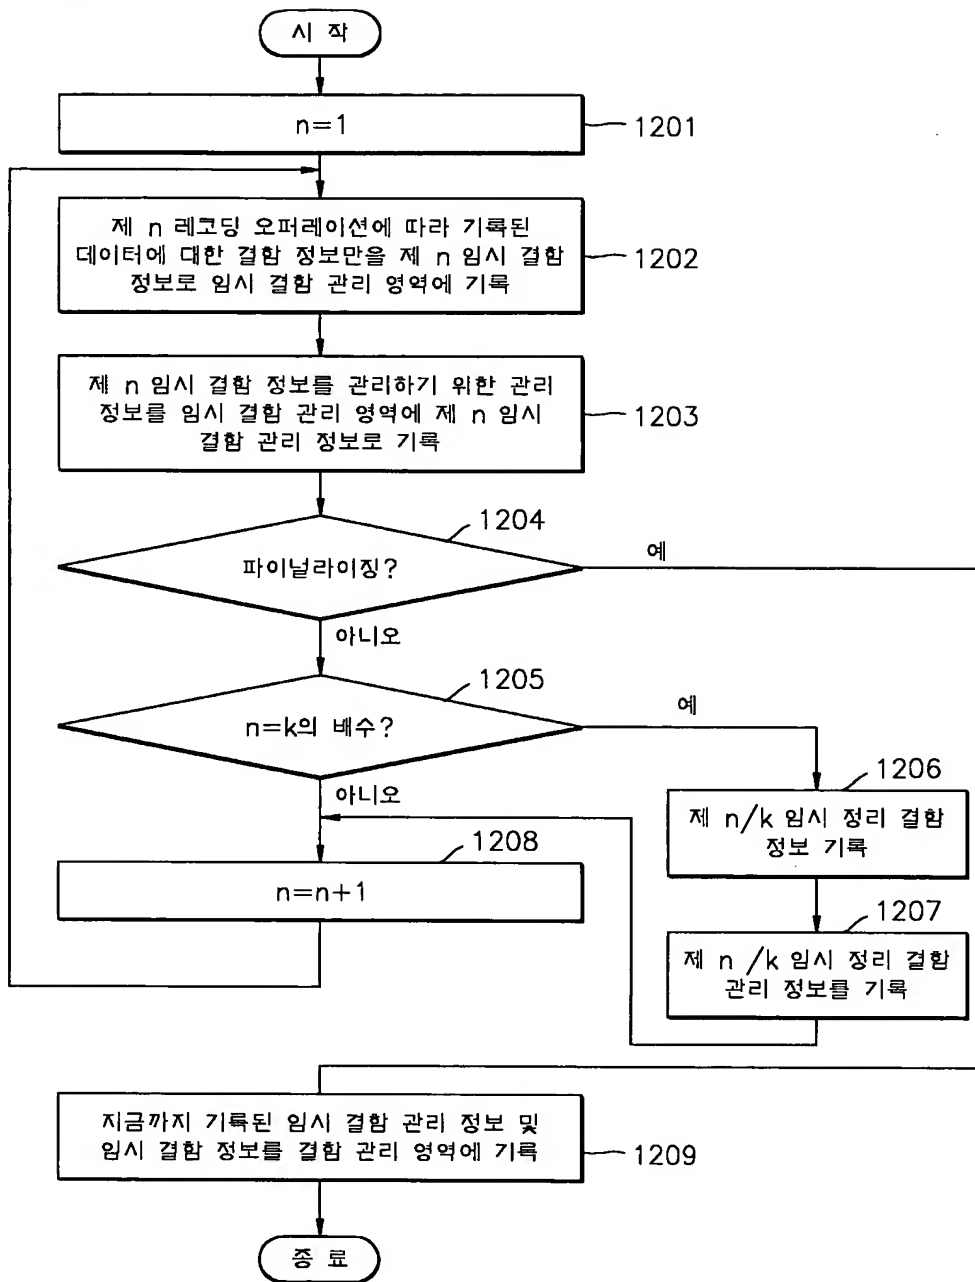 시 작
n=1
1201
제 n 레코딩 오퍼레이션에 따라 기록된
데이터에 대한 결함 정보만을 제 n 임시 결함
정보로 임시 결함 관리 영역에 기록
1202
제 n 임시 결함 정보를 관리하기 위한 관리
정보를 임시 결함 관리 영역에 제 n 임시
결함 관리 정보로 기록
1203
1204
파이널라이징?
예
아니오
1205
n=k의 배수?
예
아니오
1206
제 n/k 임시 정리 결함
정보 기록
1207
제 n /k 임시 정리 결함
관리 정보를 기록
1208
n=n+1
지금까지 기록된 임시 결함 관리 정보 및
임시 결함 정보를 결함 관리 영역에 기록
1209
종 료